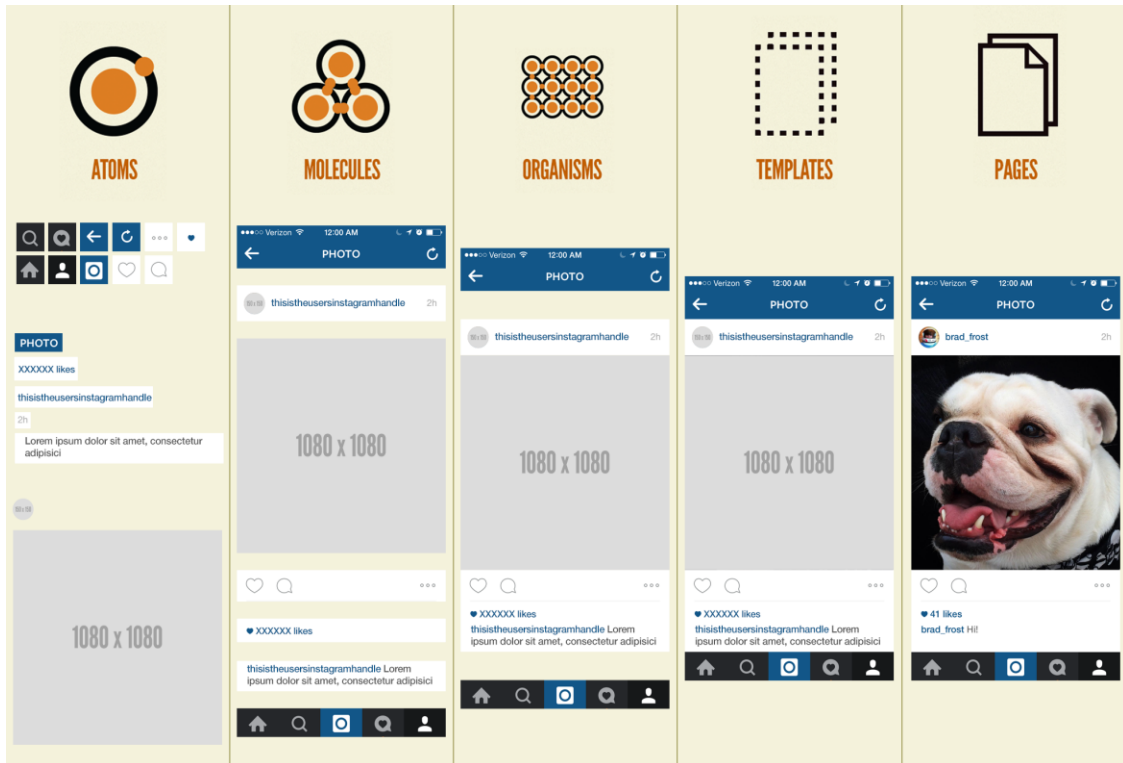 ATOMS
MOLECULES
ORGANISMS
TEMPLATES
PAGES
PHOTO
XXXXXX likes
thisistheusersinstagramhandle
2h
Lorem ipsum dolor sit amet, consectetur
adipisici
1080 x 1080
Verizon 12:00 AM
PHOTO
thisistheusersinstagramhandle 2h
1080 x 1080
XXXXXX likes
thisistheusersinstagramhandle Lorem
ipsum dolor sit amet, consectetur adipisici
Verizon 12:00 AM
PHOTO
thisistheusersinstagramhandle 2h
1080 x 1080
XXXXXX likes
thisistheusersinstagramhandle Lorem
ipsum dolor sit amet, consectetur adipisici
Verizon 12:00 AM
PHOTO
thisistheusersinstagramhandle 2h
1080 x 1080
XXXXXX likes
thisistheusersinstagramhandle Lorem
ipsum dolor sit amet, consectetur adipisici
Verizon 12:00 AM
PHOTO
brad_frost 2h
41 likes
brad_frost Hi!